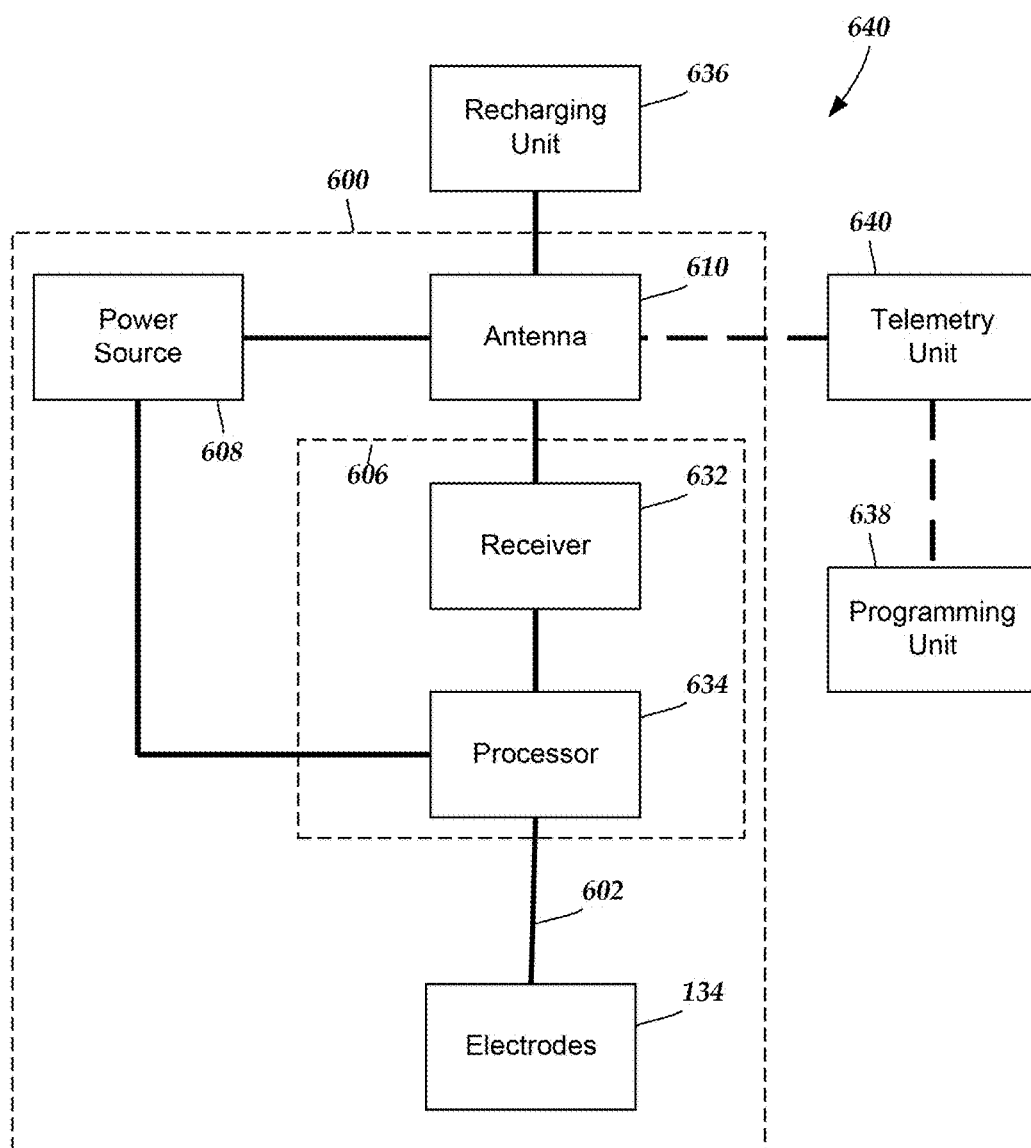 640
636
Recharging
Unit
600
640
610
Power
Source
Antenna
Telemetry
Unit
608
606
632
638
Receiver
Programming
Unit
634
Processor
602
134
Electrodes